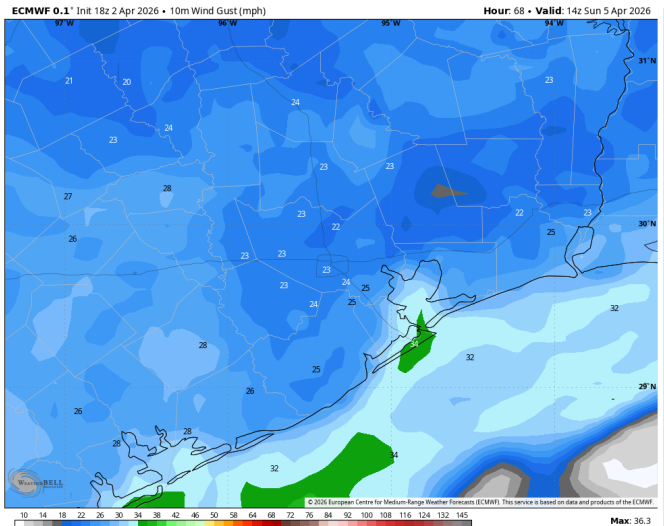 ECMWF 0.1° Init 18z 2 Apr 2026 • 10m Wind Gust (mph) Hour: 68 • Valid: 14z Sun 5 Apr 2026
97°W 96°W 95°W 94°W
31°N
21 20 23
24
24
23
23 23
28
27
23 22 23
22 30°N
25
26
23 23
23
23 24 25
24 25
32
34
28 32
25
29°N
26
26
28
28
34
32
WeatherBELL
© 2026 European Centre for Medium-Range Weather Forecasts (ECMWF). This service is based on data and products of the ECMWF.
10 14 18 22 26 30 34 38 42 46 50 54 58 64 68 72 76 84 92 100 108 116 124 132 145
Max: 36.3